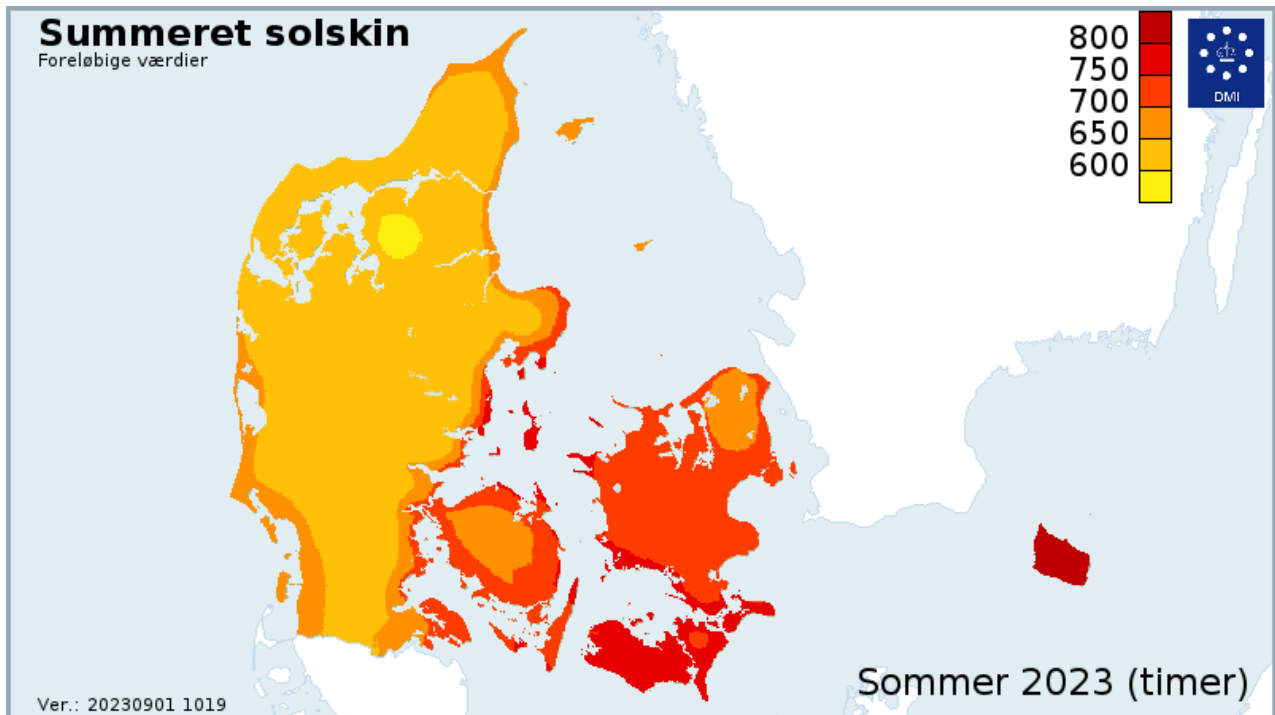 Summeret solskin
Foreløbige værdier
800
750
700
650
600
DMI
Sommer 2023 (timer)
Ver.: 20230901 1019